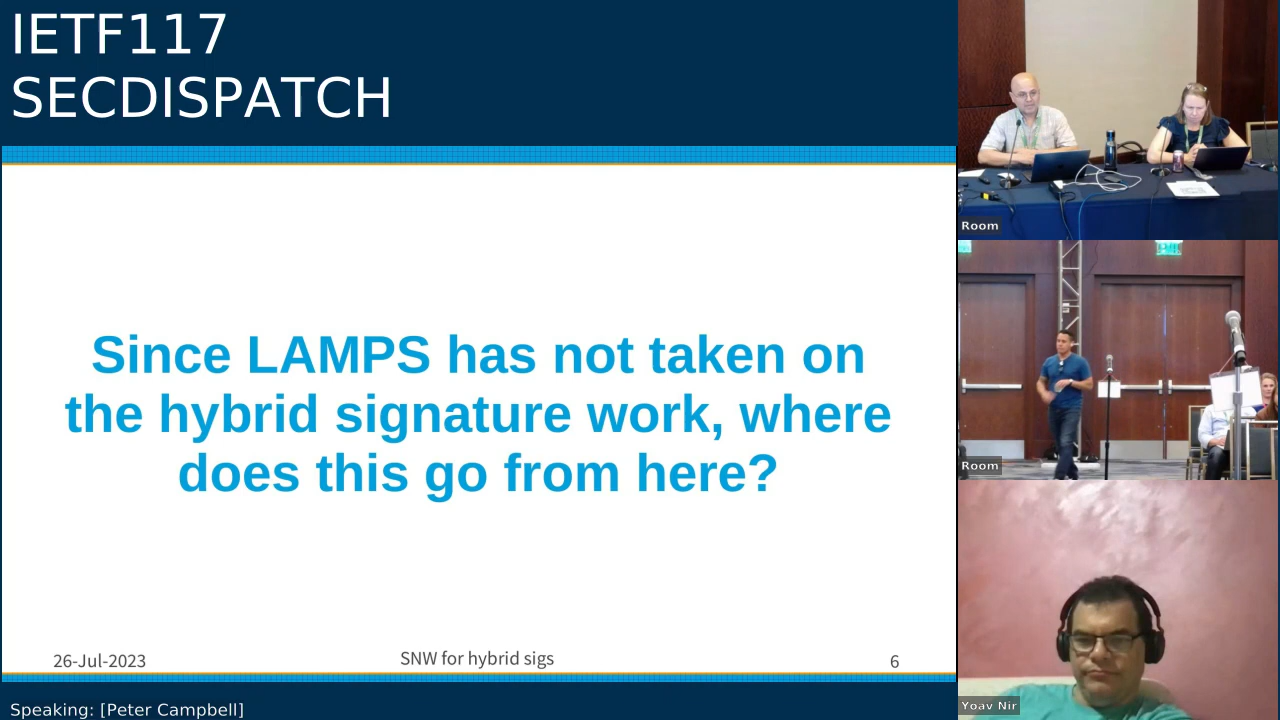 IETF117
SECDISPATCH
Since LAMPS has not taken on
the hybrid signature work, where
does this go from here?
26-Jul-2023
SNW for hybrid sigs
6
Speaking: [Peter Campbell]
Room
Room
Yoav Nir